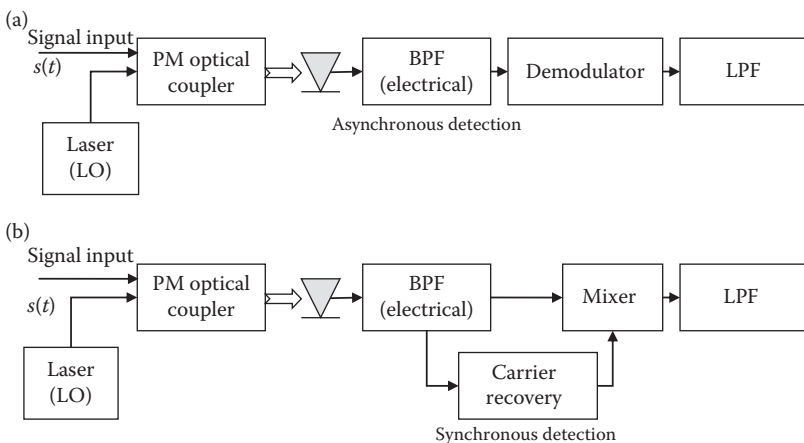 (a)
Signal input
s(t)
PM optical
coupler
BPF
(electrical)
Demodulator
LPF
Asynchronous detection
Laser
(LO)
(b)
Signal input
s(t)
PM optical
coupler
BPF
(electrical)
Mixer
LPF
Laser
(LO)
Carrier
recovery
Synchronous detection